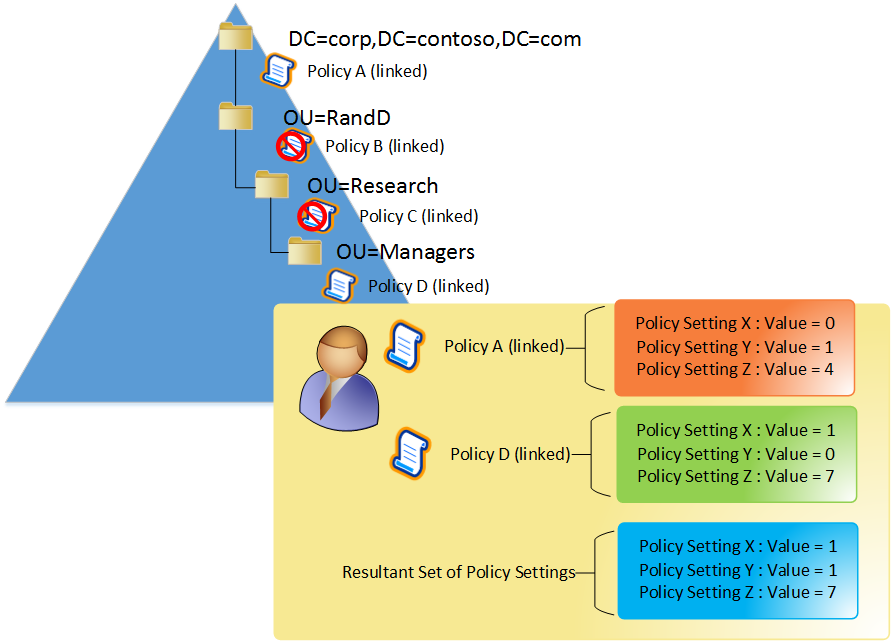 DC=corp,DC=contoso,DC=com
Policy A (linked)
OU=RandD
Policy B (linked)
OU=Research
Policy C (linked)
OU=Managers
Policy D (linked)
Policy A (linked)
Policy Setting X : Value = 0
Policy Setting Y : Value = 1
Policy Setting Z : Value = 4
Policy D (linked)
Policy Setting X : Value = 1
Policy Setting Y : Value = 0
Policy Setting Z : Value = 7
Resultant Set of Policy Settings
Policy Setting X : Value = 1
Policy Setting Y : Value = 1
Policy Setting Z : Value = 7